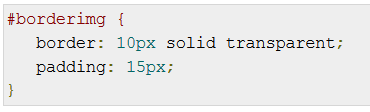 #borderimg {
   border: 10px solid transparent;
   padding: 15px;
}